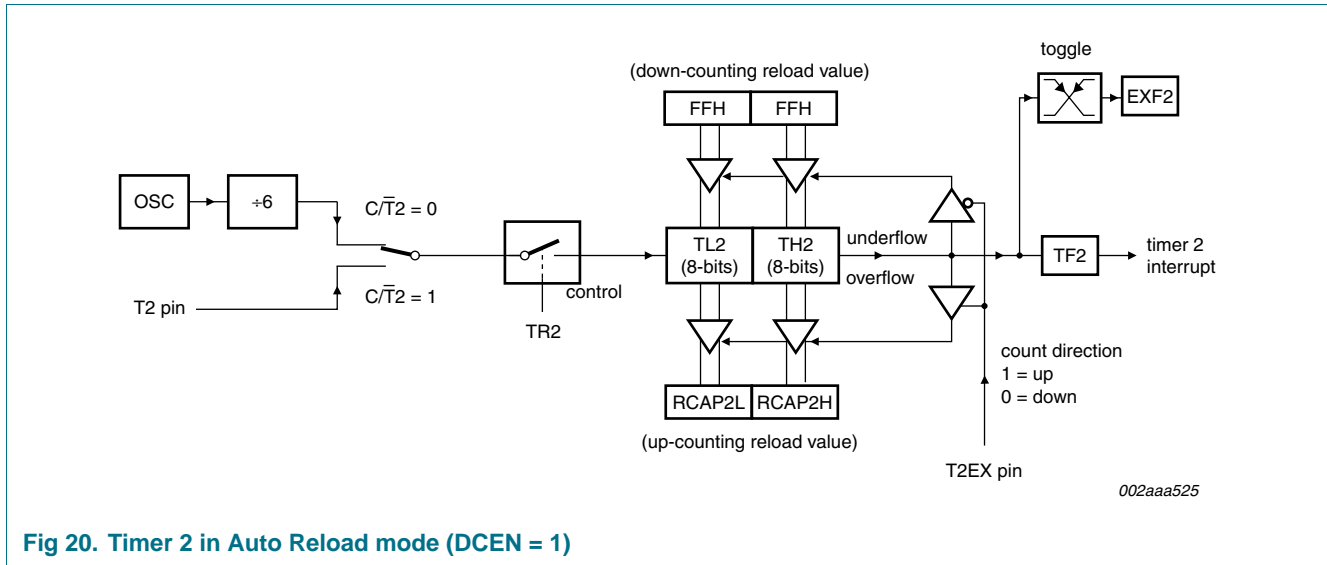 toggle
(down-counting reload value)
FFH FFH
EXF2
OSC
÷6
C/T̅2 = 0
TL2
(8-bits)
TH2
(8-bits)
underflow
overflow
TF2
timer 2
interrupt
C/T̅2 = 1
T2 pin
control
TR2
count direction
1 = up
0 = down
RCAP2L RCAP2H
(up-counting reload value)
T2EX pin
002aaa525
Fig 20. Timer 2 in Auto Reload mode (DCEN = 1)